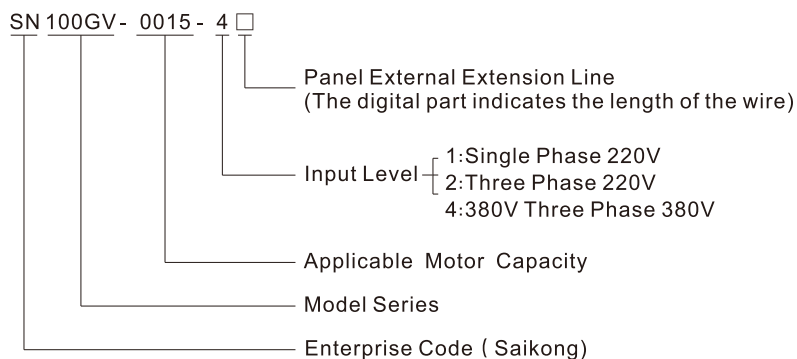 SN 100GV - 0015 - 4 □
Panel External Extension Line
(The digital part indicates the length of the wire)
Input Level
1:Single Phase 220V
2:Three Phase 220V
4:380V Three Phase 380V
Applicable Motor Capacity
Model Series
Enterprise Code ( Saikong)